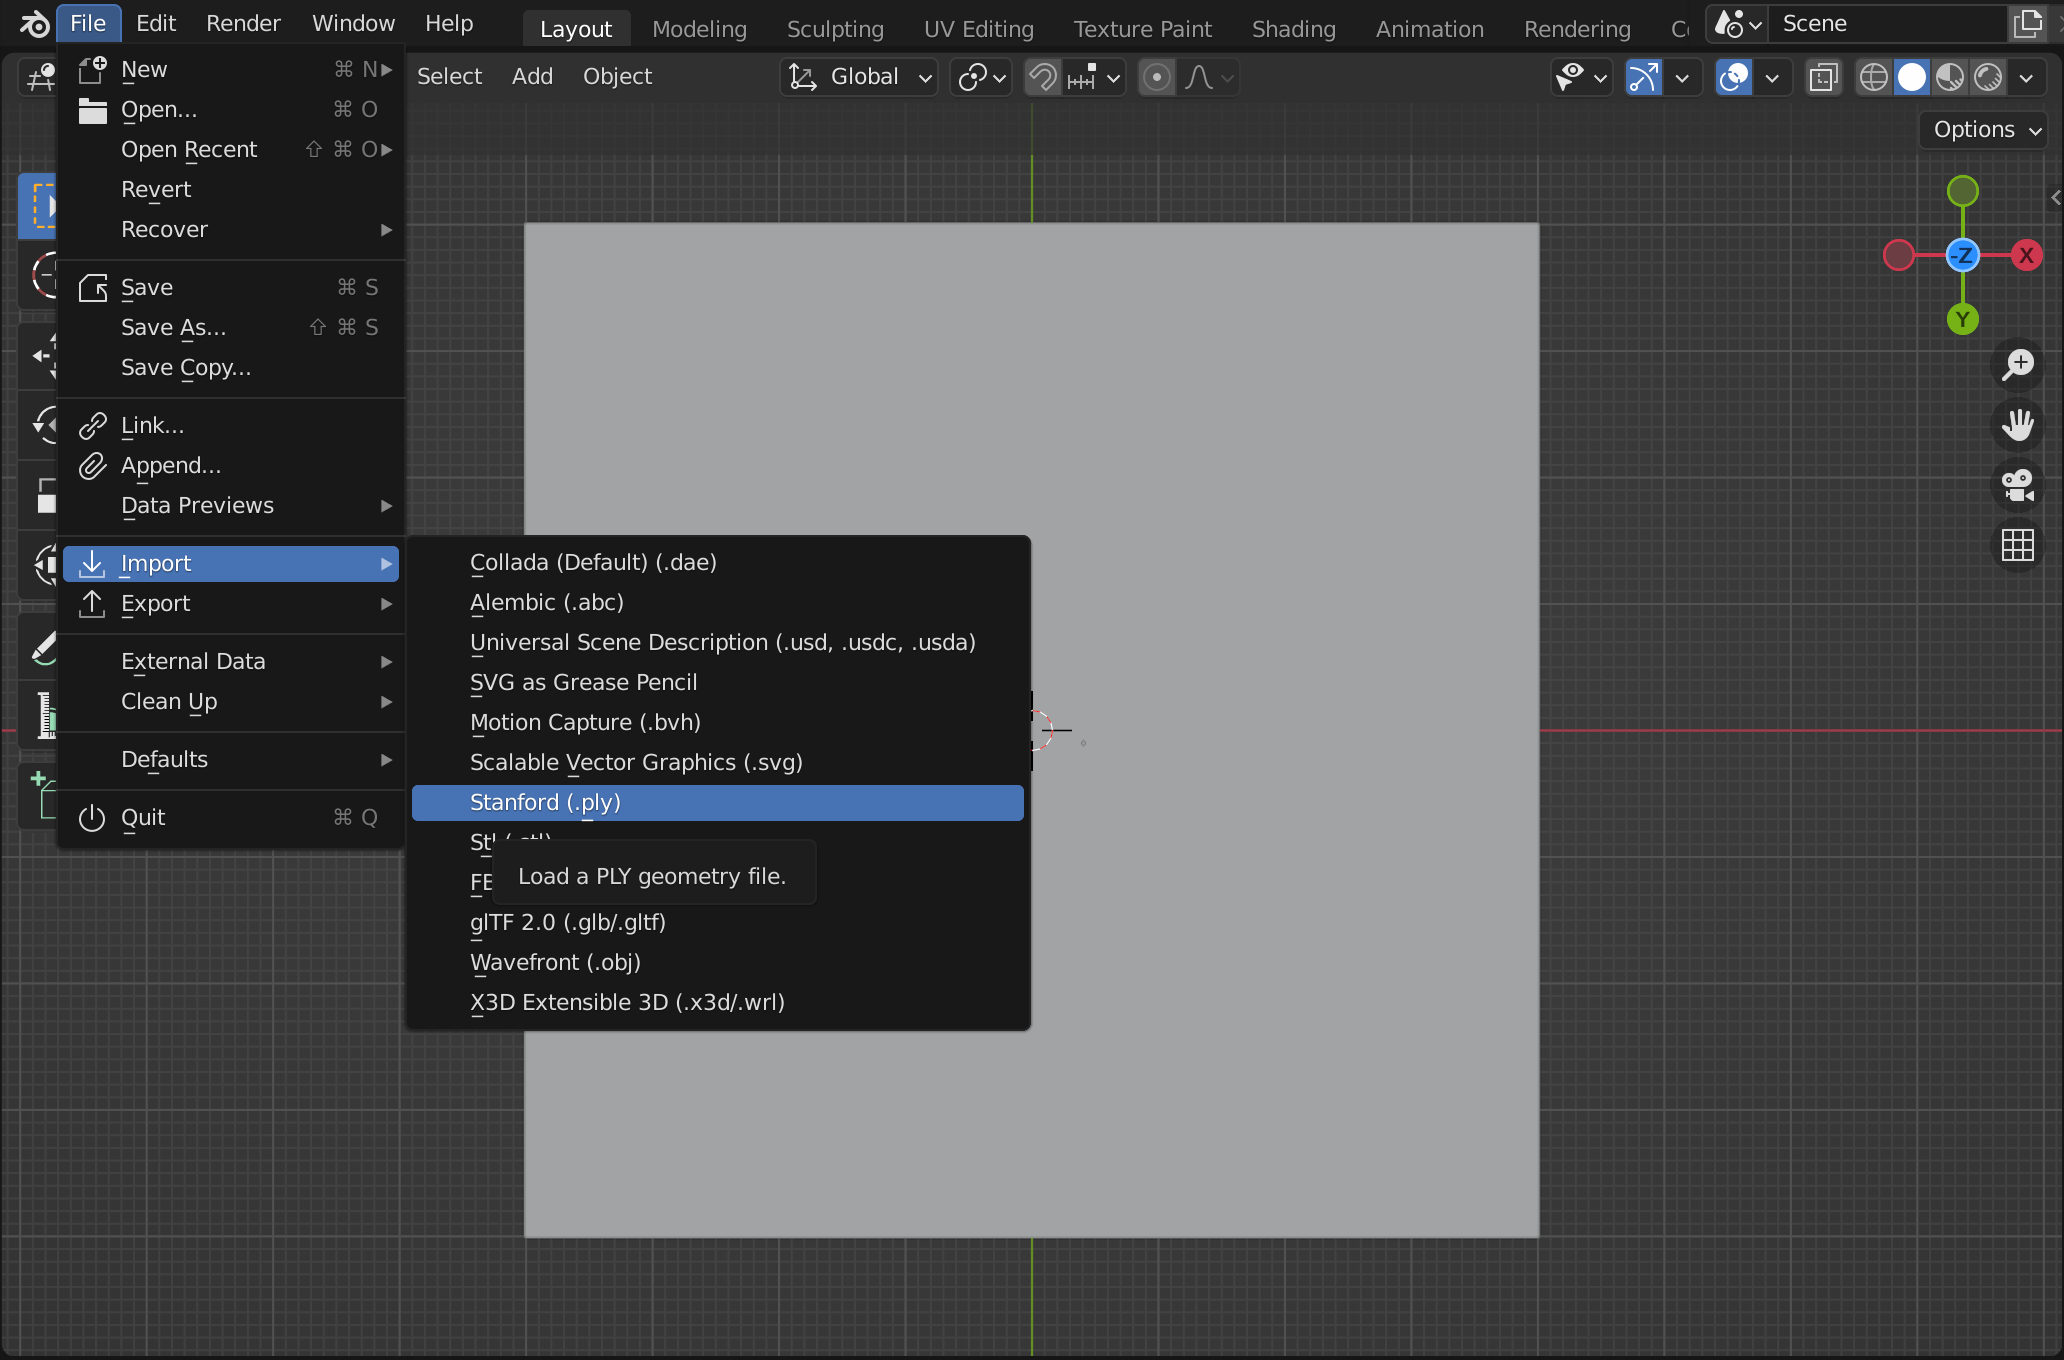 File Edit Render Window Help Layout Modeling Sculpting UV Editing Texture Paint Shading Animation Rendering Scene
Select Add Object Global
Options
New ⌘ N
Open... ⌘ O
Open Recent ⇧ ⌘ O
Revert
Recover
Save ⌘ S
Save As... ⇧ ⌘ S
Save Copy...
Link...
Append...
Data Previews
Import
Export
External Data
Clean Up
Defaults
Quit ⌘ Q
Collada (Default) (.dae)
Alembic (.abc)
Universal Scene Description (.usd, .usdc, .usda)
SVG as Grease Pencil
Motion Capture (.bvh)
Scalable Vector Graphics (.svg)
Stanford (.ply)
Stl (.stl)
Load a PLY geometry file.
glTF 2.0 (.glb/.gltf)
Wavefront (.obj)
X3D Extensible 3D (.x3d/.wrl)
-Z X
Y